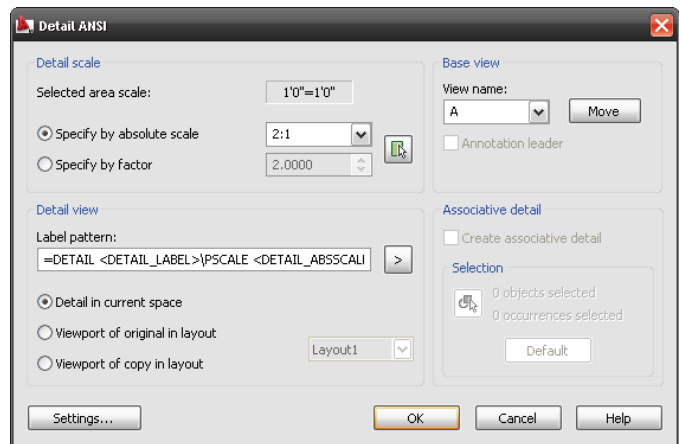 Detail ANSI
Detail scale
Selected area scale:
1'0"=1'0"
Specify by absolute scale
2:1
Specify by factor
2.0000
Base view
View name:
A
Move
Annotation leader
Detail view
Label pattern:
=DETAIL <DETAIL_LABEL>\PSCALE <DETAIL_ABSSCALI
>
Detail in current space
Viewport of original in layout
Viewport of copy in layout
Layout1
Associative detail
Create associative detail
Selection
0 objects selected
0 occurrences selected
Default
Settings...
OK
Cancel
Help